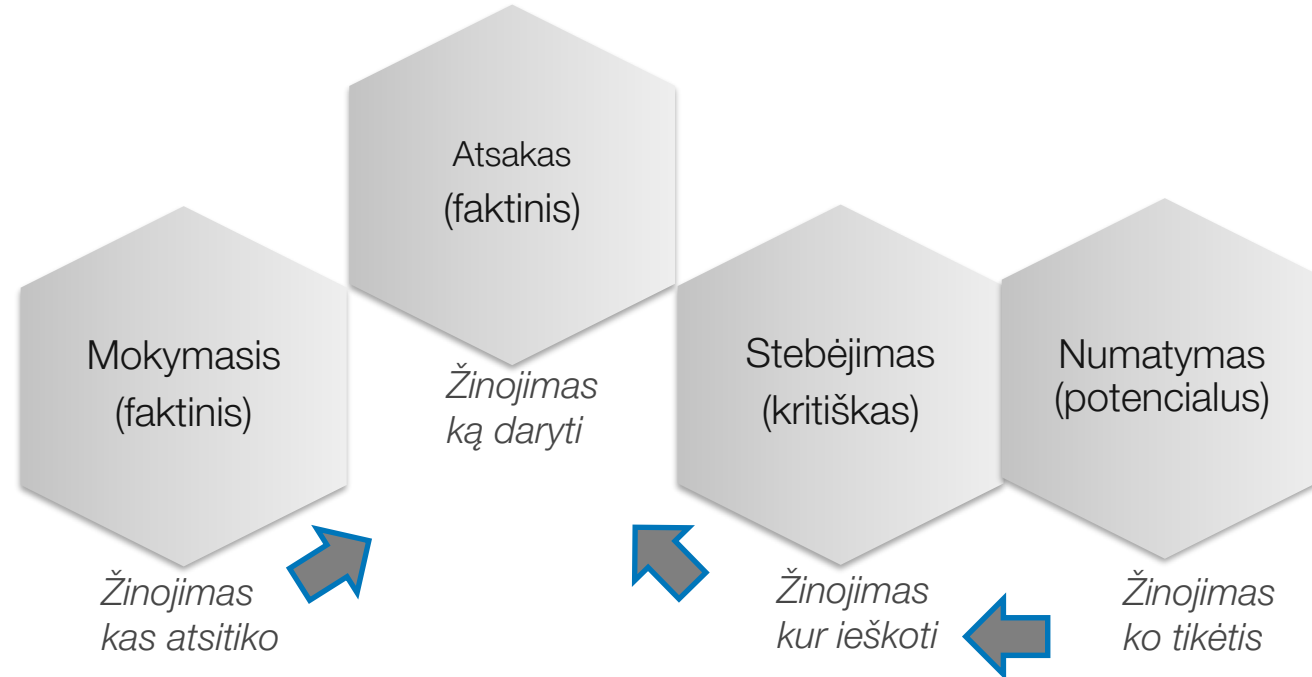 Atsakas
(faktinis)
Mokymasis
(faktinis)
Stebėjimas
(kritiškas)
Numatymas
(potencialus)
Žinojimas
ką daryti
Žinojimas
kas atsitiko
Žinojimas
kur ieškoti
Žinojimas
ko tikėtis